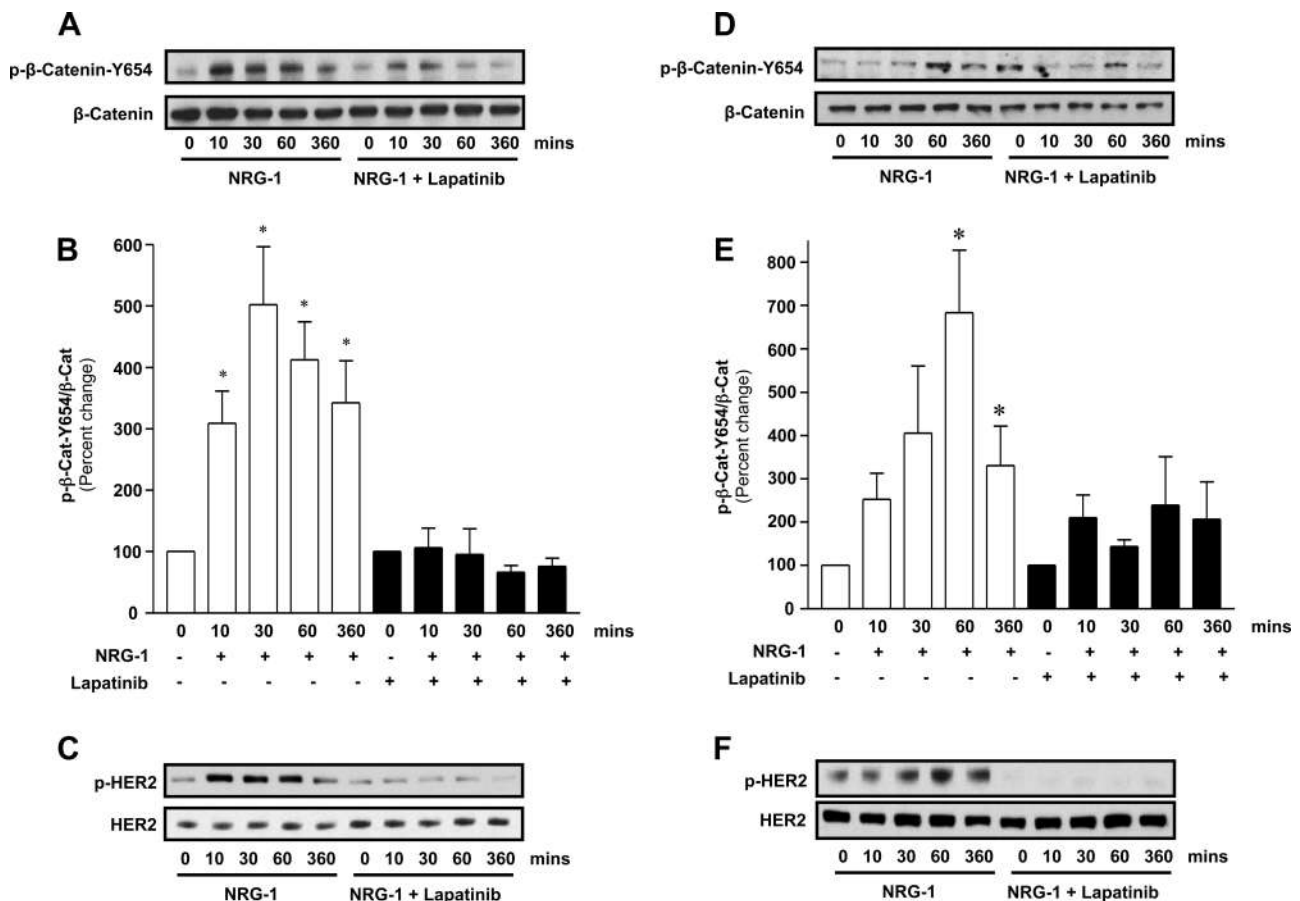 A
p-β-Catenin-Y654
β-Catenin
0 10 30 60 360 0 10 30 60 360 mins
NRG-1 NRG-1 + Lapatinib
B
p-β-Cat-Y654/β-Cat
(Percent change)
600
500
400
300
200
100
0
* * * *
0 10 30 60 360 0 10 30 60 360 mins
NRG-1 - + + + + - + + + +
Lapatinib - - - - - + + + + +
C
p-HER2
HER2
0 10 30 60 360 0 10 30 60 360 mins
NRG-1 NRG-1 + Lapatinib
D
p-β-Catenin-Y654
β-Catenin
0 10 30 60 360 0 10 30 60 360 mins
NRG-1 NRG-1 + Lapatinib
E
p-β-Cat-Y654/β-Cat
(Percent change)
800
700
600
500
400
300
200
100
0
* *
0 10 30 60 360 0 10 30 60 360 mins
NRG-1 - + + + + - + + + +
Lapatinib - - - - - + + + + +
F
p-HER2
HER2
0 10 30 60 360 0 10 30 60 360 mins
NRG-1 NRG-1 + Lapatinib